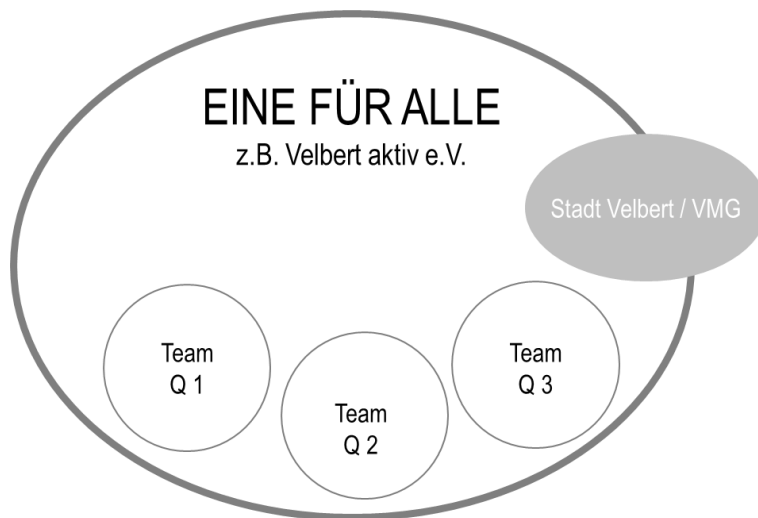 EINE FÜR ALLE
z.B. Velbert aktiv e.V.
Stadt Velbert / VMG
Team
Q 1
Team
Q 2
Team
Q 3